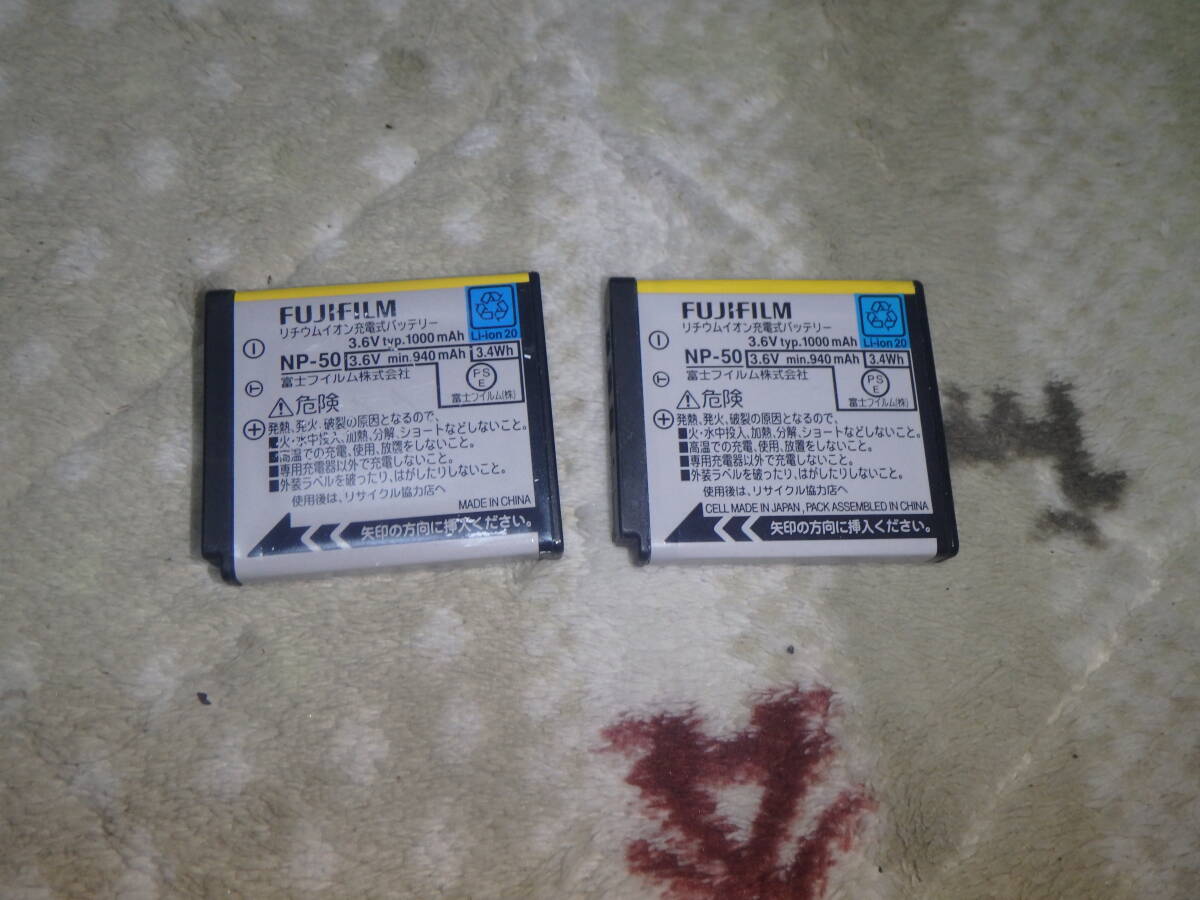 FUJIFILM
リチウムイオン充電式バッテリー
3.6V typ.1000mAh
Li-ion 20
NP-50 3.6V min.940mAh 3.4Wh
富士フイルム株式会社
PSE
富士フイルム(株)
⚠危険
発熱、発火、破裂の原因となるので、
■火・水中投入、加熱、分解、ショートなどしないこと。
■高温での充電、使用、放置をしないこと。
■専用充電器以外で充電しないこと。
■外装ラベルを破ったり、はがしたりしないこと。
使用後は、リサイクル協力店へ
MADE IN CHINA
矢印の方向に挿入ください。
T
FUJIFILM
リチウムイオン充電式バッテリー
3.6V typ.1000mAh
Li-ion 20
NP-50 3.6V min.940mAh 3.4Wh
富士フイルム株式会社
PSE
富士フイルム(株)
⚠危険
発熱、発火、破裂の原因となるので、
■火・水中投入、加熱、分解、ショートなどしないこと。
■高温での充電、使用、放置をしないこと。
■専用充電器以外で充電しないこと。
■外装ラベルを破ったり、はがしたりしないこと。
使用後は、リサイクル協力店へ
CELL MADE IN JAPAN, PACK ASSEMBLED IN CHINA
矢印の方向に挿入ください。
T